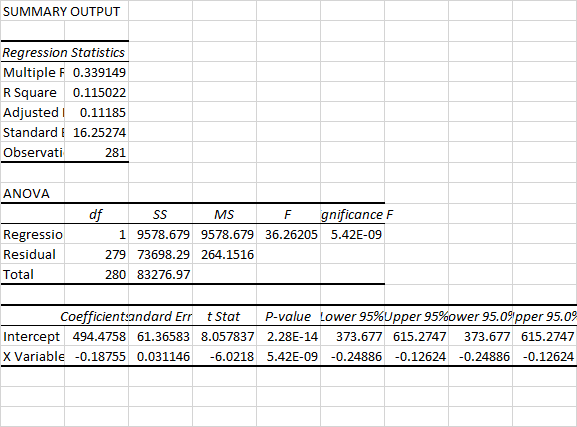 SUMMARY OUTPUT
Regression Statistics
Multiple R 0.339149
R Square 0.115022
Adjusted 0.11185
Standard E 16.25274
Observati 281
ANOVA
df SS MS F gnificance F
Regressio 1 9578.679 9578.679 36.26205 5.42E-09
Residual 279 73698.29 264.1516
Total 280 83276.97
Coefficients andard Err t Stat P-value Lower 95% Upper 95% ower 95.0% pper 95.0%
Intercept 494.4758 61.36583 8.057837 2.28E-14 373.677 615.2747 373.677 615.2747
X Variable -0.18755 0.031146 -6.0218 5.42E-09 -0.24886 -0.12624 -0.24886 -0.12624